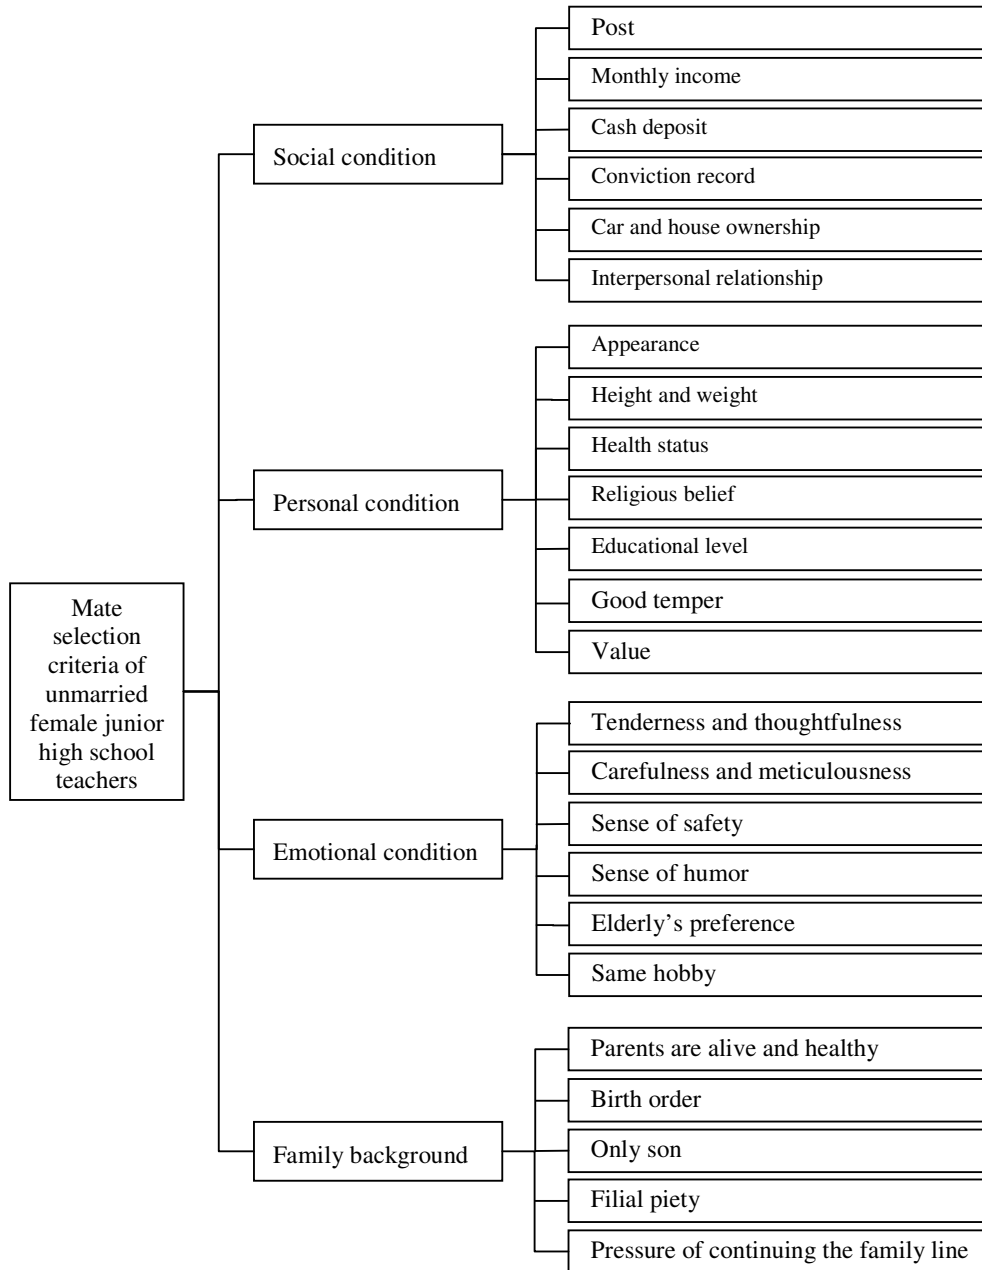 Mate
selection
criteria of
unmarried
female junior
high school
teachers
Social condition
Post
Monthly income
Cash deposit
Conviction record
Car and house ownership
Interpersonal relationship
Personal condition
Appearance
Height and weight
Health status
Religious belief
Educational level
Good temper
Value
Emotional condition
Tenderness and thoughtfulness
Carefulness and meticulousness
Sense of safety
Sense of humor
Elderly’s preference
Same hobby
Family background
Parents are alive and healthy
Birth order
Only son
Filial piety
Pressure of continuing the family line